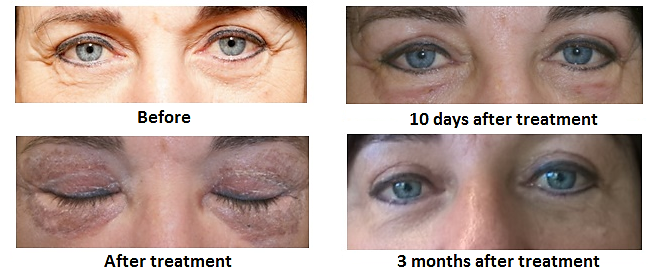 Before
10 days after treatment
After treatment
3 months after treatment